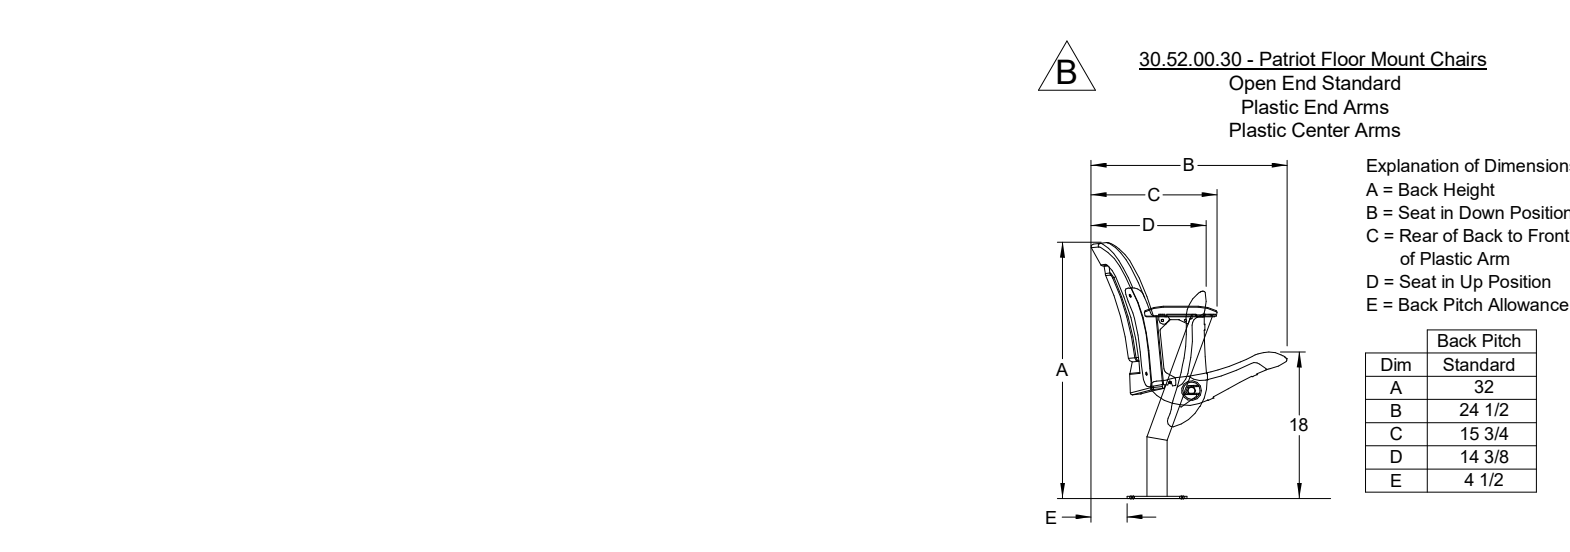 B
30.52.00.30 - Patriot Floor Mount Chairs
Open End Standard
Plastic End Arms
Plastic Center Arms
B
C
D
A
18
E
Explanation of Dimensions
A = Back Height
B = Seat in Down Position
C = Rear of Back to Front
of Plastic Arm
D = Seat in Up Position
E = Back Pitch Allowance
Back Pitch
Dim Standard
A 32
B 24 1/2
C 15 3/4
D 14 3/8
E 4 1/2